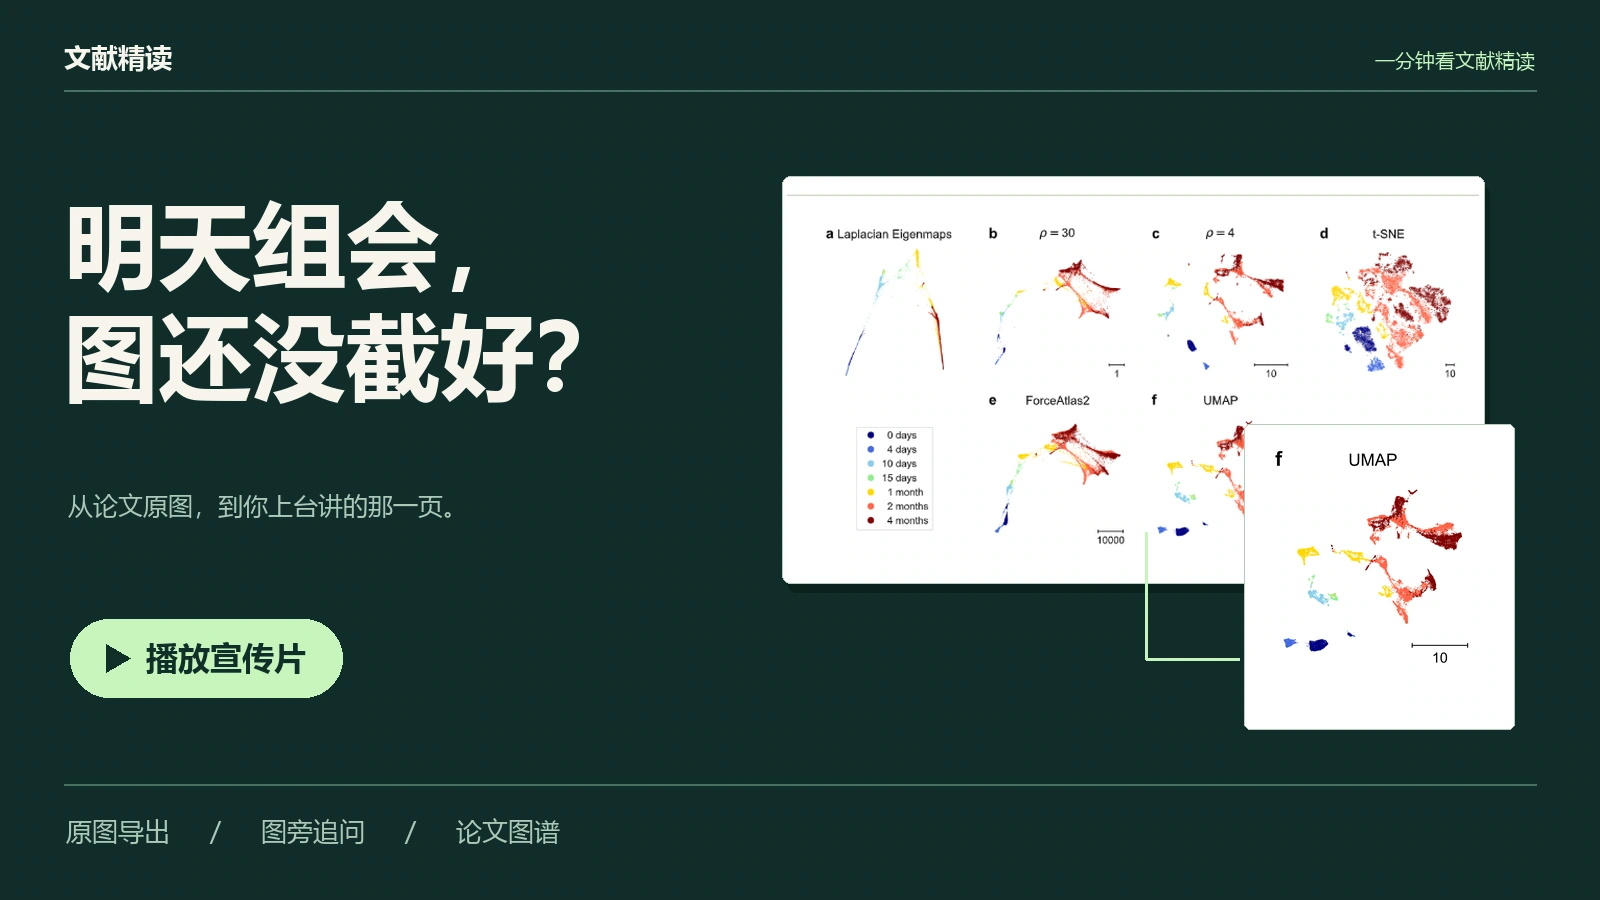 文献精读
一分钟看文献精读
明天组会，
图还没截好？
从论文原图，到你上台讲的那一页。
播放宣传片
a Laplacian Eigenmaps
b ρ = 30
c ρ = 4
d t-SNE
1
10
10
e ForceAtlas2
f UMAP
0 days
4 days
10 days
15 days
1 month
2 months
4 months
10000
f UMAP
10
原图导出 / 图旁追问 / 论文图谱